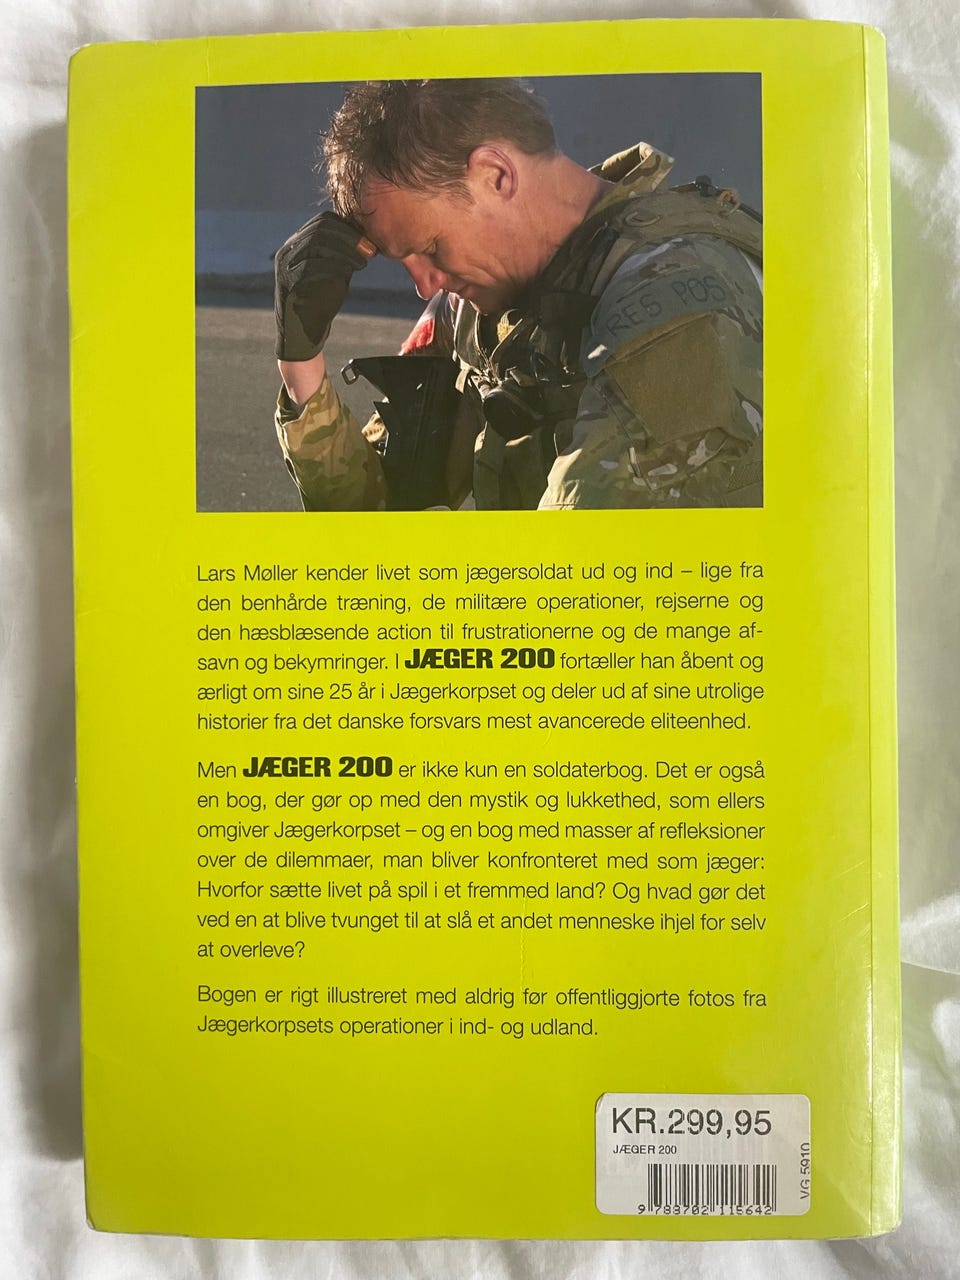 RES POS
Lars Møller kender livet som jægersoldat ud og ind – lige fra
den benhårde træning, de militære operationer, rejserne og
den hæsblæsende action til frustrationerne og de mange af-
savn og bekymringer. I JÆGER 200 fortæller han åbent og
ærligt om sine 25 år i Jægerkorpset og deler ud af sine utrolige
historier fra det danske forsvars mest avancerede eliteenhed.
Men JÆGER 200 er ikke kun en soldaterbog. Det er også
en bog, der gør op med den mystik og lukkethed, som ellers
omgiver Jægerkorpset – og en bog med masser af refleksioner
over de dilemmaer, man bliver konfronteret med som jæger:
Hvorfor sætte livet på spil i et fremmed land? Og hvad gør det
ved en at blive tvunget til at slå et andet menneske ihjel for selv
at overleve?
Bogen er rigt illustreret med aldrig før offentliggjorte fotos fra
Jægerkorpsets operationer i ind- og udland.
KR.299,95
JÆGER 200
9 788702 115642
VG 5910